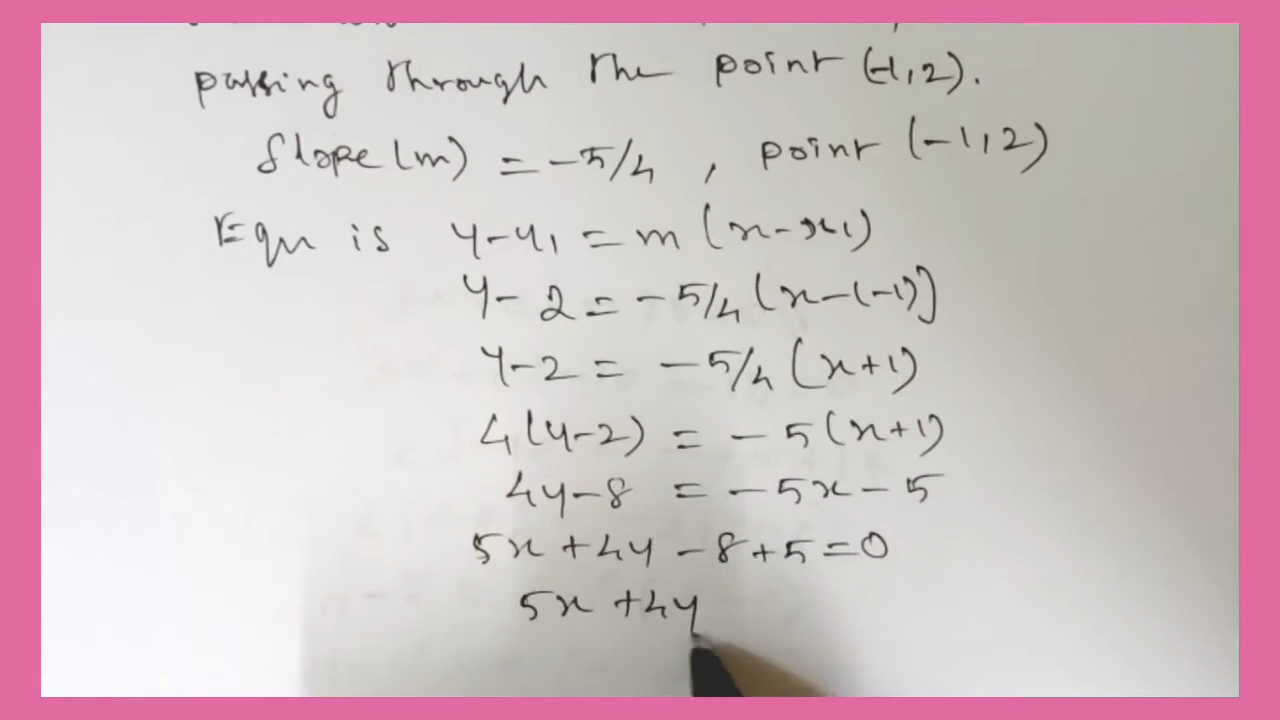 passing through the point (-1,2).
Slope(m) = -5/4 , point (-1,2)
Equ is y-y₁ = m(x-x₁)
y-2 = -5/4(x-(-1)]
y-2 = -5/4(x+1)
4(y-2) = -5(x+1)
4y-8 = -5x-5
5x+4y-8+5=0
5x+4y